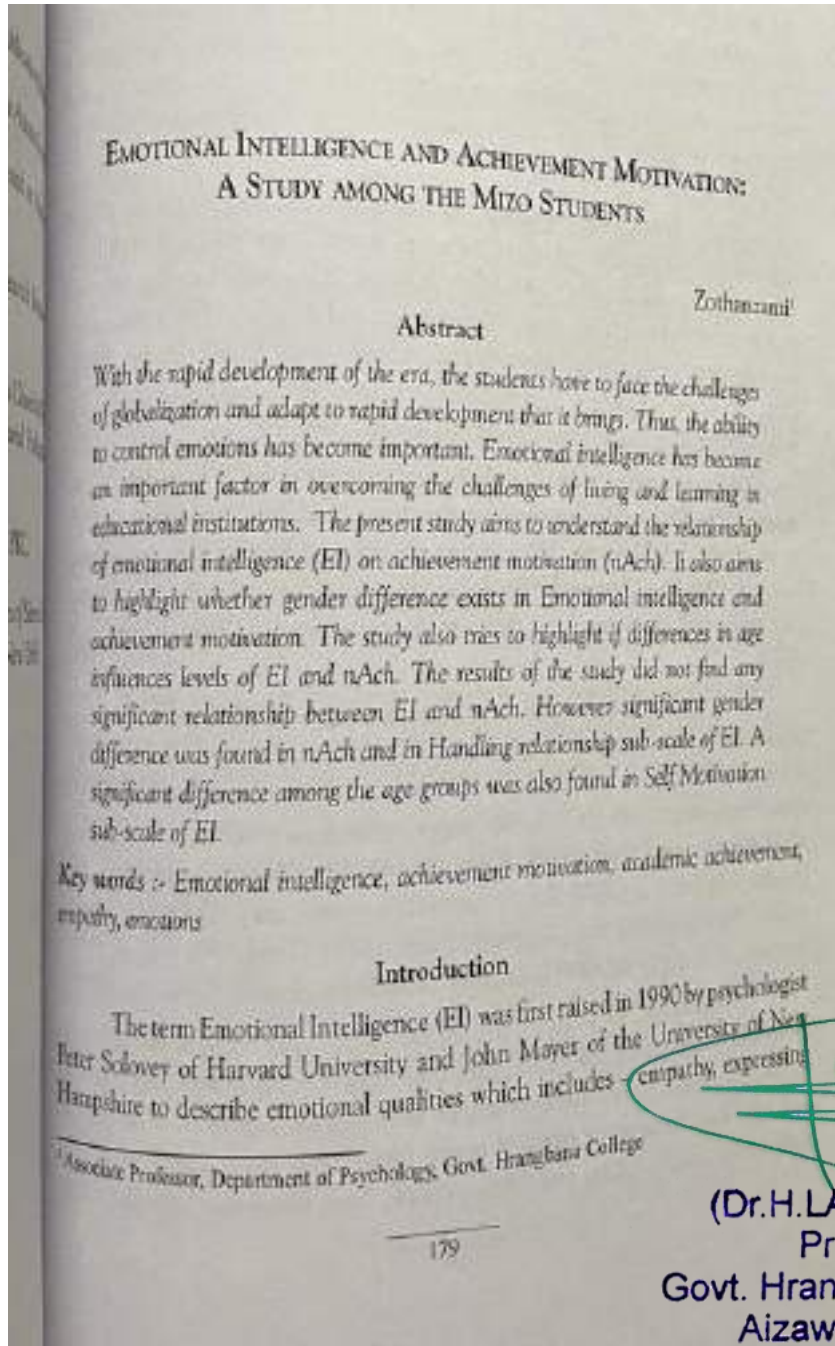 EMOTIONAL INTELLIGENCE AND ACHIEVEMENT MOTIVATION:
A STUDY AMONG THE MIZO STUDENTS
Zothanzami¹
Abstract
With the rapid development of the era, the students have to face the challenges
of globalization and adapt to rapid development that it brings. Thus, the ability
to control emotions has become important. Emotional intelligence has become
an important factor in overcoming the challenges of living and learning in
educational institutions. The present study aims to understand the relationship
of emotional intelligence (EI) on achievement motivation (nAch). It also aims
to highlight whether gender difference exists in Emotional intelligence and
achievement motivation. The study also tries to highlight if differences in age
influences levels of EI and nAch. The results of the study did not find any
significant relationship between EI and nAch. However significant gender
difference was found in nAch and in Handling relationship sub-scale of EI. A
significant difference among the age groups was also found in Self Motivation
sub-scale of EI.
Key words :- Emotional intelligence, achievement motivation, academic achievement,
empathy, emotions
Introduction
The term Emotional Intelligence (EI) was first raised in 1990 by psychologist
Peter Solovey of Harvard University and John Mayer of the University of New
Hampshire to describe emotional qualities which includes - empathy, expressing
¹ Associate Professor, Department of Psychology, Govt. Hrangbana College
179
(Dr.H.LA
Pr
Govt. Hran
Aizaw